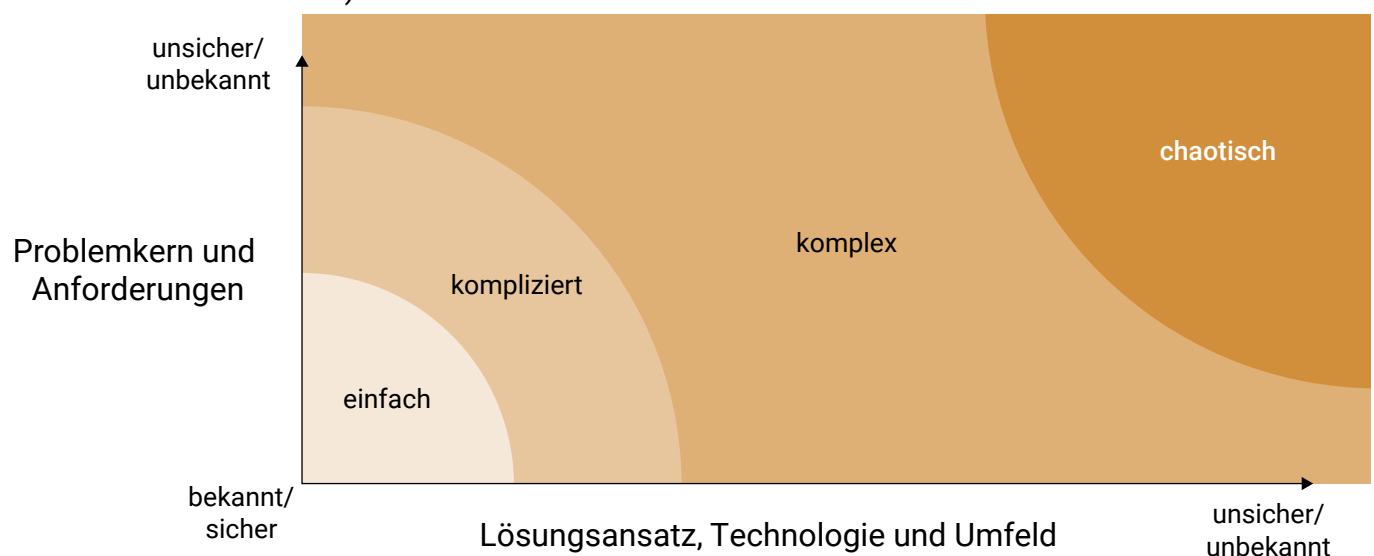 unsicher/
unbekannt
chaotisch
komplex
Problemkern und
Anforderungen
kompliziert
einfach
bekannt/
sicher
Lösungsansatz, Technologie und Umfeld
unsicher/
unbekannt